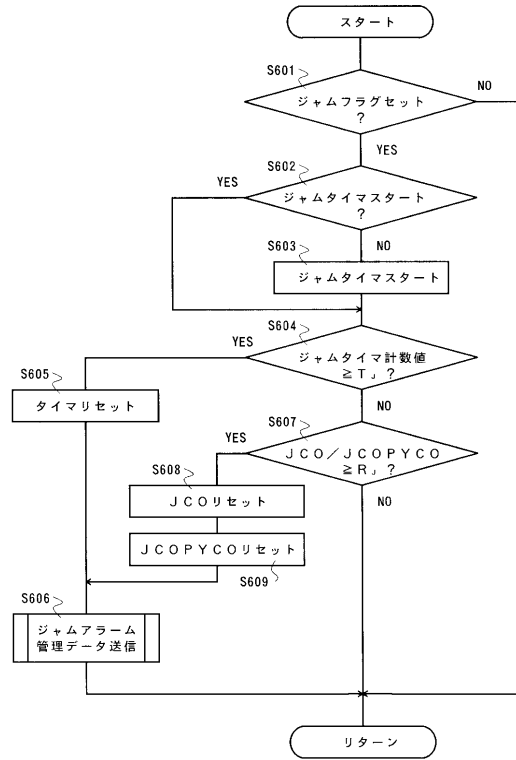 スタート
S601
NO
ジャムフラグセット
?
YES
S602
YES
ジャムタイマスタート
?
S603
NO
ジャムタイマスタート
S604
YES
ジャムタイマ計数値
≧TJ ?
S605
NO
タイマリセット
S607
YES
JCO/JCOPYCO
≧RJ ?
S608
NO
JCOリセット
JCOPYCOリセット
S609
S606
ジャムアラーム
管理データ送信
リターン